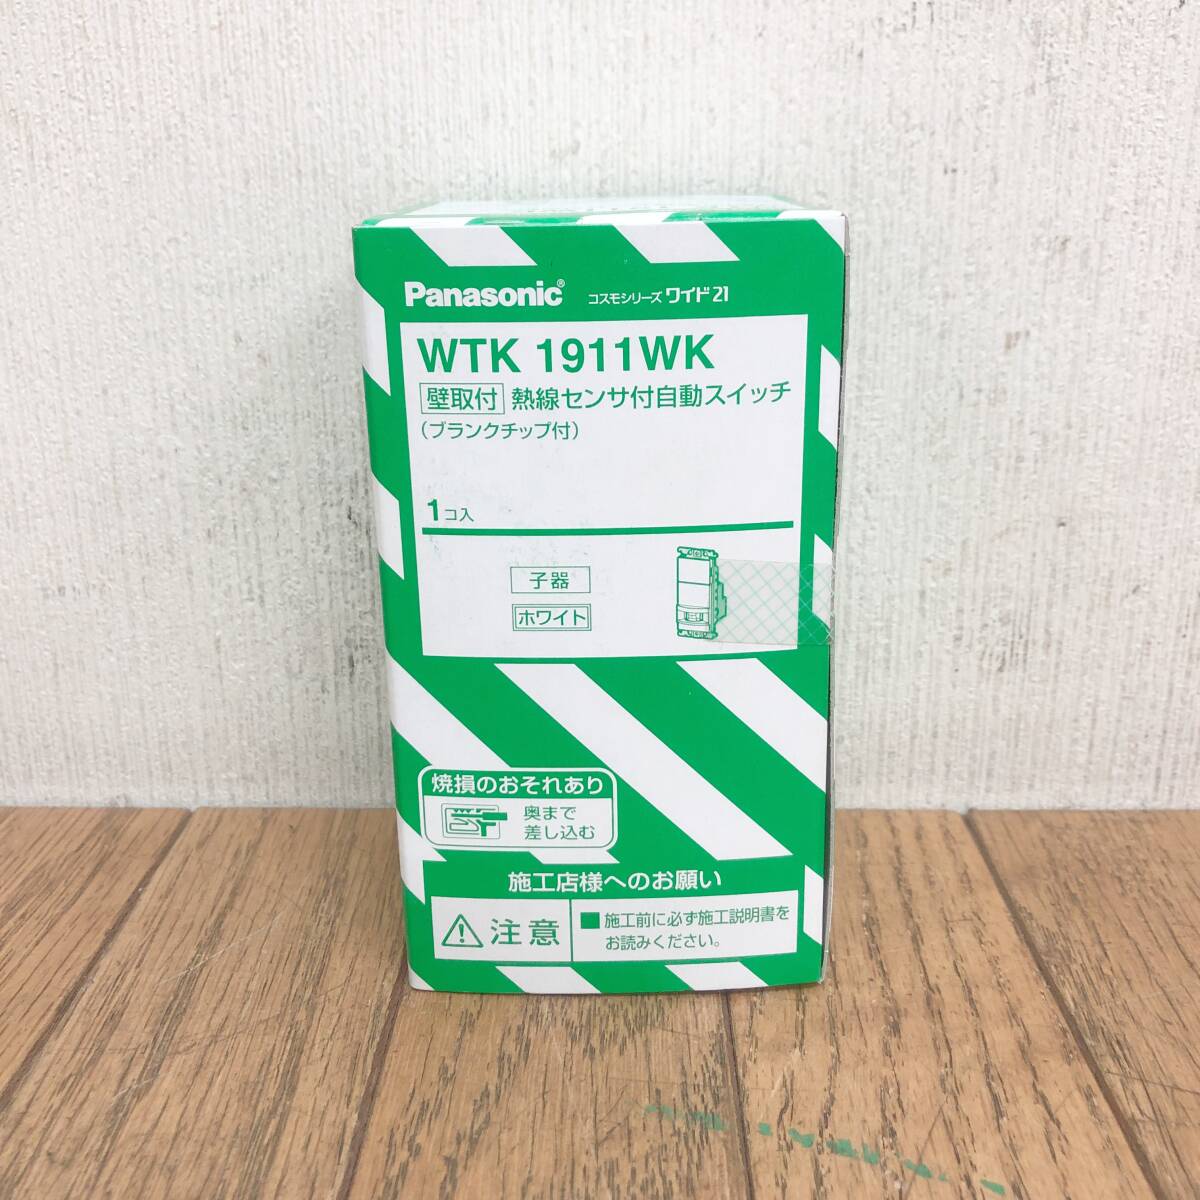 Panasonic® コスモシリーズ ワイド21
WTK 1911WK
壁取付 熱線センサ付自動スイッチ
(ブランクチップ付)
1コ入
子器
ホワイト
焼損のおそれあり
奥まで
差し込む
施工店様へのお願い
注意
■施工前に必ず施工説明書を
お読みください。